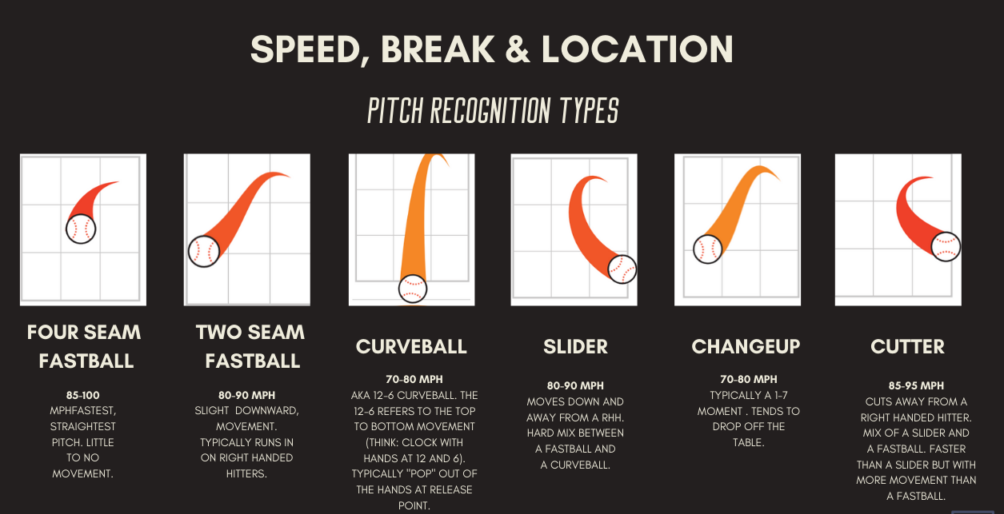 SPEED, BREAK & LOCATION
PITCH RECOGNITION TYPES
FOUR SEAM
FASTBALL
85-100
MPHFASTEST,
STRAIGHTEST
PITCH. LITTLE
TO NO
MOVEMENT.
TWO SEAM
FASTBALL
80-90 MPH
SLIGHT DOWNWARD,
MOVEMENT.
TYPICALLY RUNS IN
ON RIGHT HANDED
HITTERS.
CURVEBALL
70-80 MPH
AKA 12-6 CURVEBALL. THE
12-6 REFERS TO THE TOP
TO BOTTOM MOVEMENT
(THINK: CLOCK WITH
HANDS AT 12 AND 6).
TYPICALLY "POP" OUT OF
THE HANDS AT RELEASE
POINT.
SLIDER
80-90 MPH
MOVES DOWN AND
AWAY FROM A RHH.
HARD MIX BETWEEN
A FASTBALL AND
A CURVEBALL.
CHANGEUP
70-80 MPH
TYPICALLY A 1-7
MOMENT . TENDS TO
DROP OFF THE
TABLE.
CUTTER
85-95 MPH
CUTS AWAY FROM A
RIGHT HANDED HITTER.
MIX OF A SLIDER AND
A FASTBALL. FASTER
THAN A SLIDER BUT WITH
MORE MOVEMENT THAN
A FASTBALL.